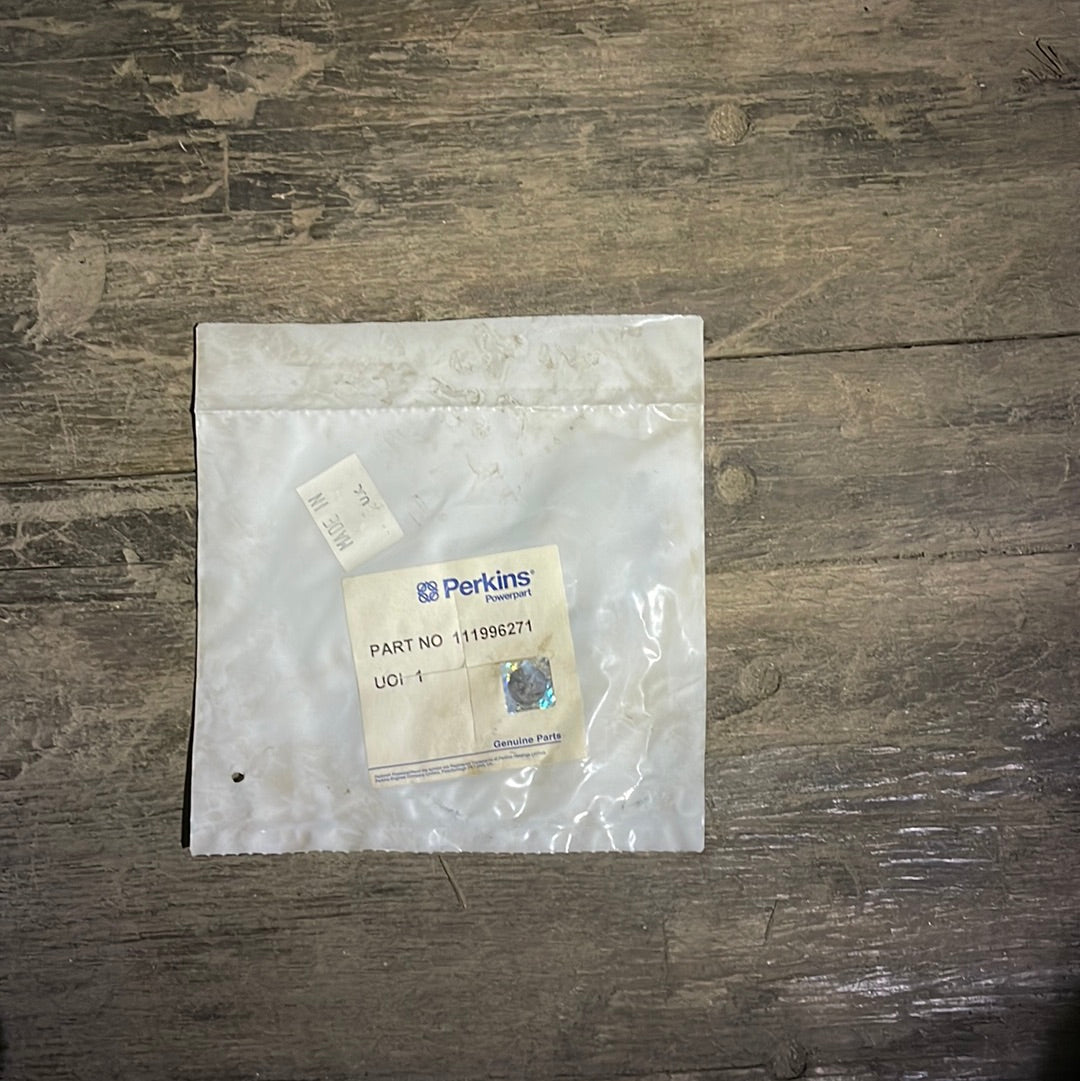 MADE IN
U.K
Perkins®
Powerpart
PART NO 111996271
UOI 1
Genuine Parts